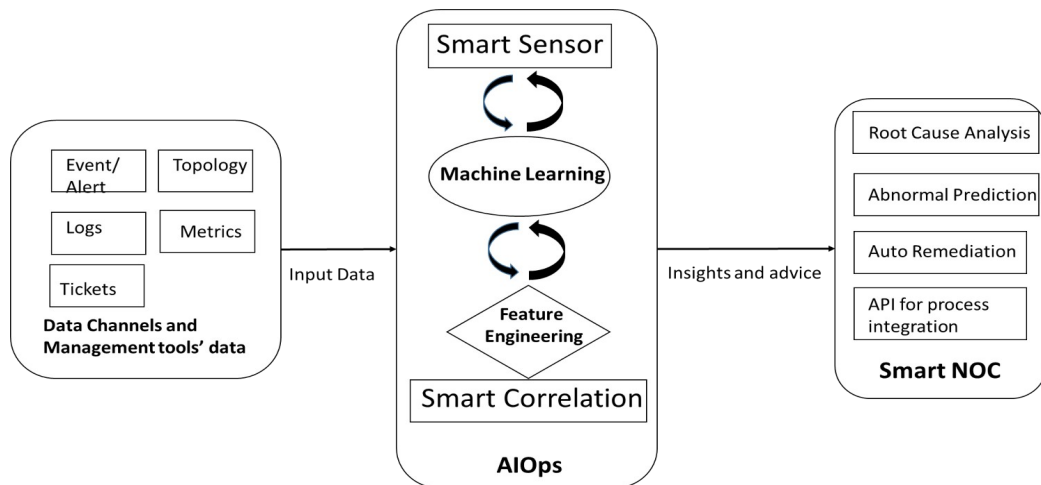 Event/
Alert
Topology
Logs
Metrics
Tickets
Data Channels and
Management tools’ data
Input Data
Smart Sensor
Machine Learning
Feature
Engineering
Smart Correlation
AIOps
Insights and advice
Root Cause Analysis
Abnormal Prediction
Auto Remediation
API for process
integration
Smart NOC